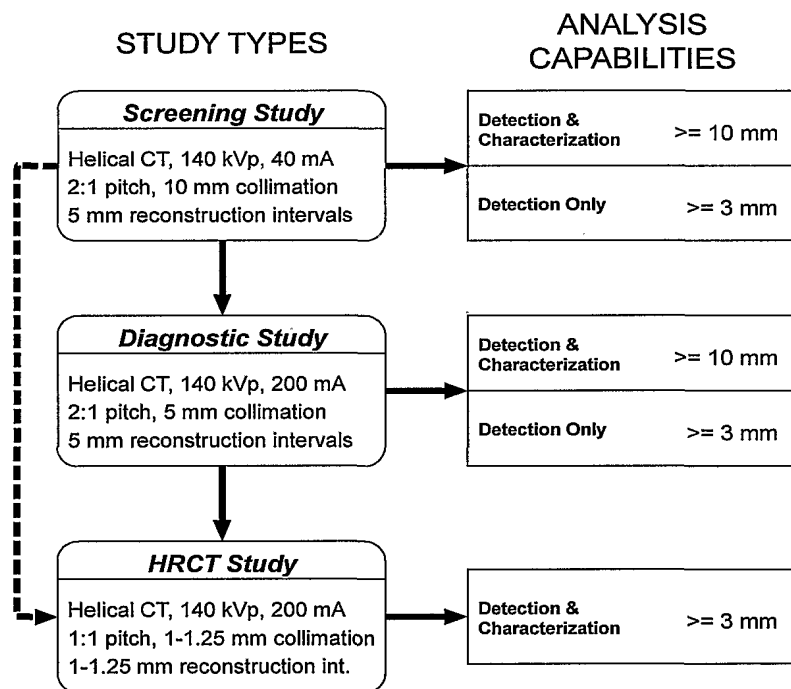 STUDY TYPES
ANALYSIS
CAPABILITIES
Screening Study
Helical CT, 140 kVp, 40 mA
2:1 pitch, 10 mm collimation
5 mm reconstruction intervals
Detection &
Characterization >= 10 mm
Detection Only >= 3 mm
Diagnostic Study
Helical CT, 140 kVp, 200 mA
2:1 pitch, 5 mm collimation
5 mm reconstruction intervals
Detection &
Characterization >= 10 mm
Detection Only >= 3 mm
HRCT Study
Helical CT, 140 kVp, 200 mA
1:1 pitch, 1-1.25 mm collimation
1-1.25 mm reconstruction int.
Detection &
Characterization >= 3 mm